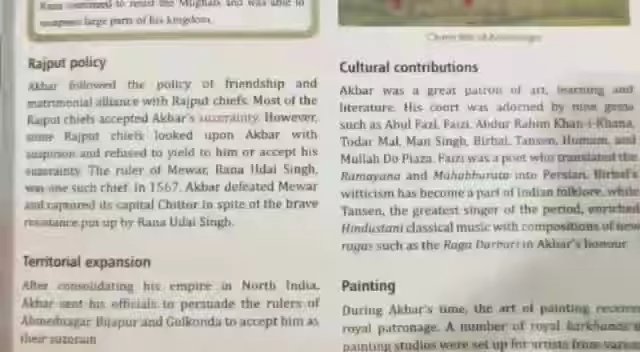 Rana continued to resist the Mughals and was able to
large parts of his kingdom.
Rajput policy
Akbar followed the policy of friendship and
matrimonial alliance with Rajput chiefs. Most of the
Rajput chiefs accepted Akbar's suzerainty. However,
some Rajput chiefs looked upon Akbar with
suspicion and refused to yield to him or accept his
suzerainty. The ruler of Mewar, Rana Udai Singh,
was one such chief. in 1567. Akbar defeated Mewar
and captured its capital Chittor in spite of the brave
resistance put up by Rana Udai Singh.
Territorial expansion
After consolidating his empire in North India,
Akbar sent his officials to persuade the rulers of
Ahmednagar Bijapur and Golkonda to accept him as
their suzerain
Cultural contributions
Akbar was a great patron of art, learning and
literature. His court was adorned by nine gems
such as Abul Fazl, Faizi, Abdur Rahim Khan-i-Khana,
Todar Mal, Man Singh, Birbal, Tansen, Humam, and
Mullah Do Piaza. Faizi was a poet who translated the
Ramayana and Mahabharata into Persian. Birbal's
witticism has become a part of Indian folklore, while
Tansen, the greatest singer of the period, enriched
Hindustani classical music with compositions of new
ragas such as the Raga Darbari in Akbar's honour
Painting
During Akbar's time, the art of painting
royal patronage. A number of royal
painting studios were set up for artists from